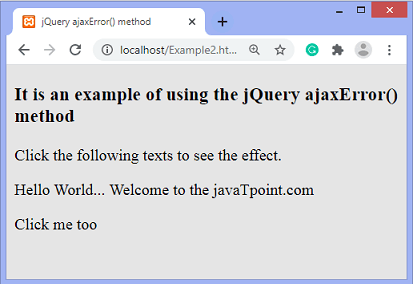 jQuery ajaxError() method
localhost/Example2.ht...
It is an example of using the jQuery ajaxError()
method
Click the following texts to see the effect.
Hello World... Welcome to the javaTpoint.com
Click me too